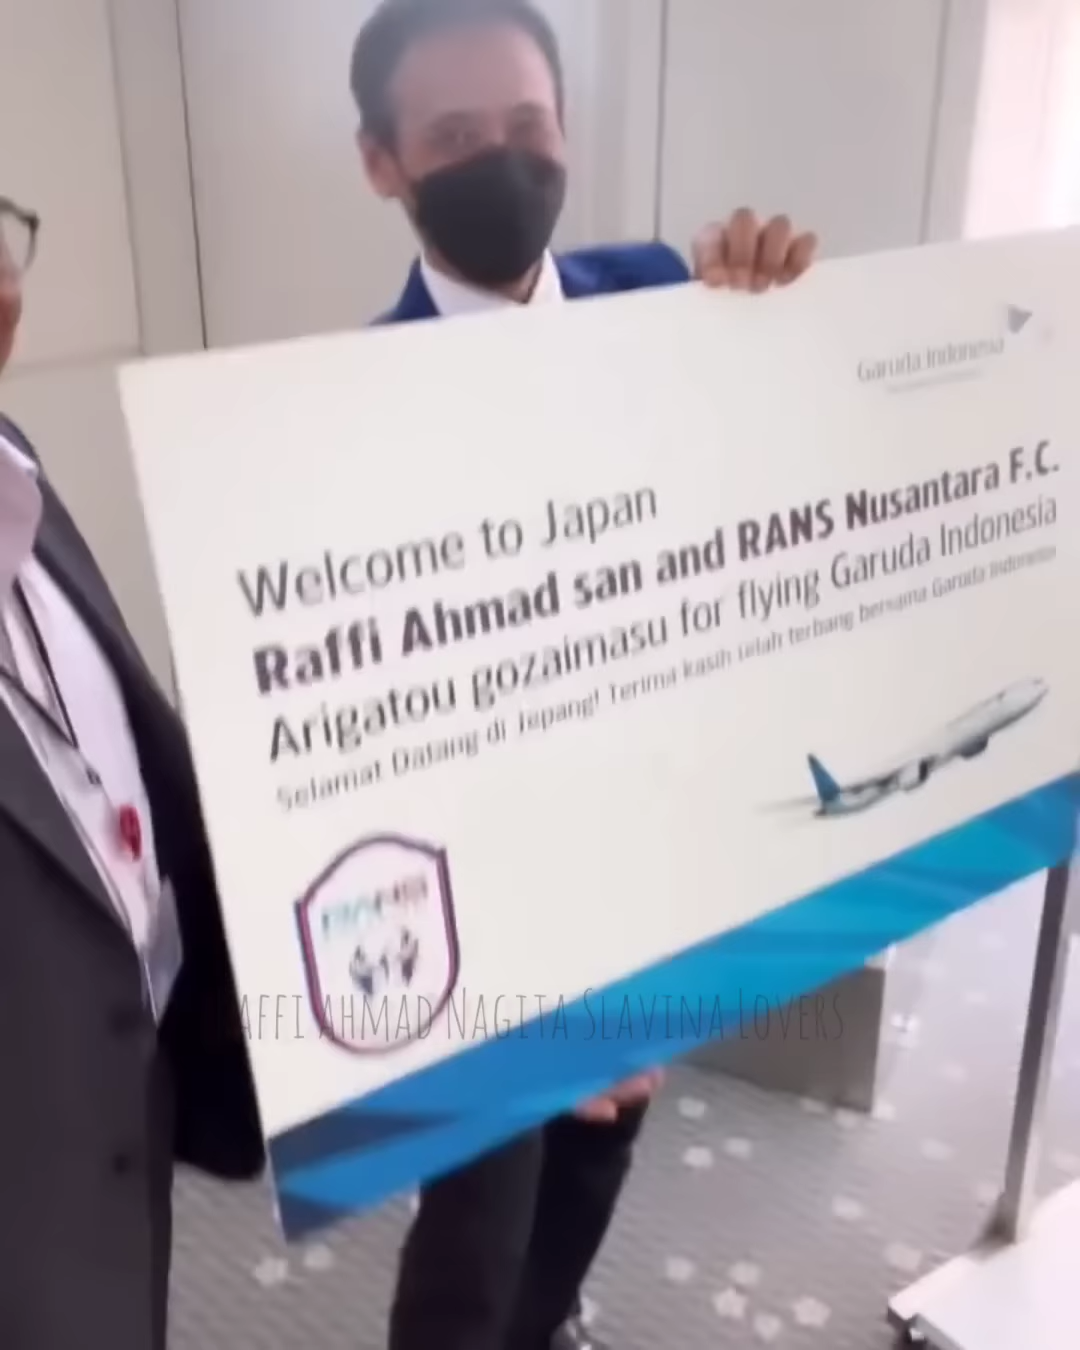 Garuda Indonesia
Welcome to Japan
Raffi Ahmad san and RANS Nusantara F.C.
Arigatou gozaimasu for flying Garuda Indonesia
Selamat Datang di Jepang! Terima kasih telah terbang bersama Garuda Indonesia
RANS
RAFFI AHMAD NAGITA SLAVINA LOVERS